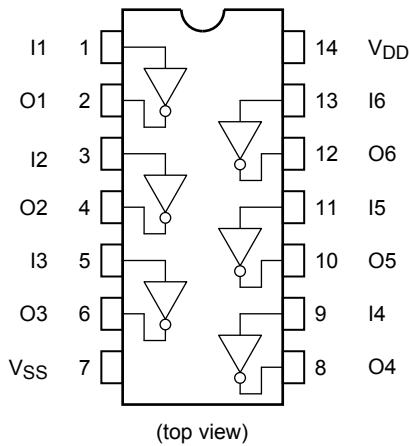 I1 1 14 VDD
O1 2 13 I6
I2 3 12 O6
O2 4 11 I5
I3 5 10 O5
O3 6 9 I4
VSS 7 8 O4
(top view)